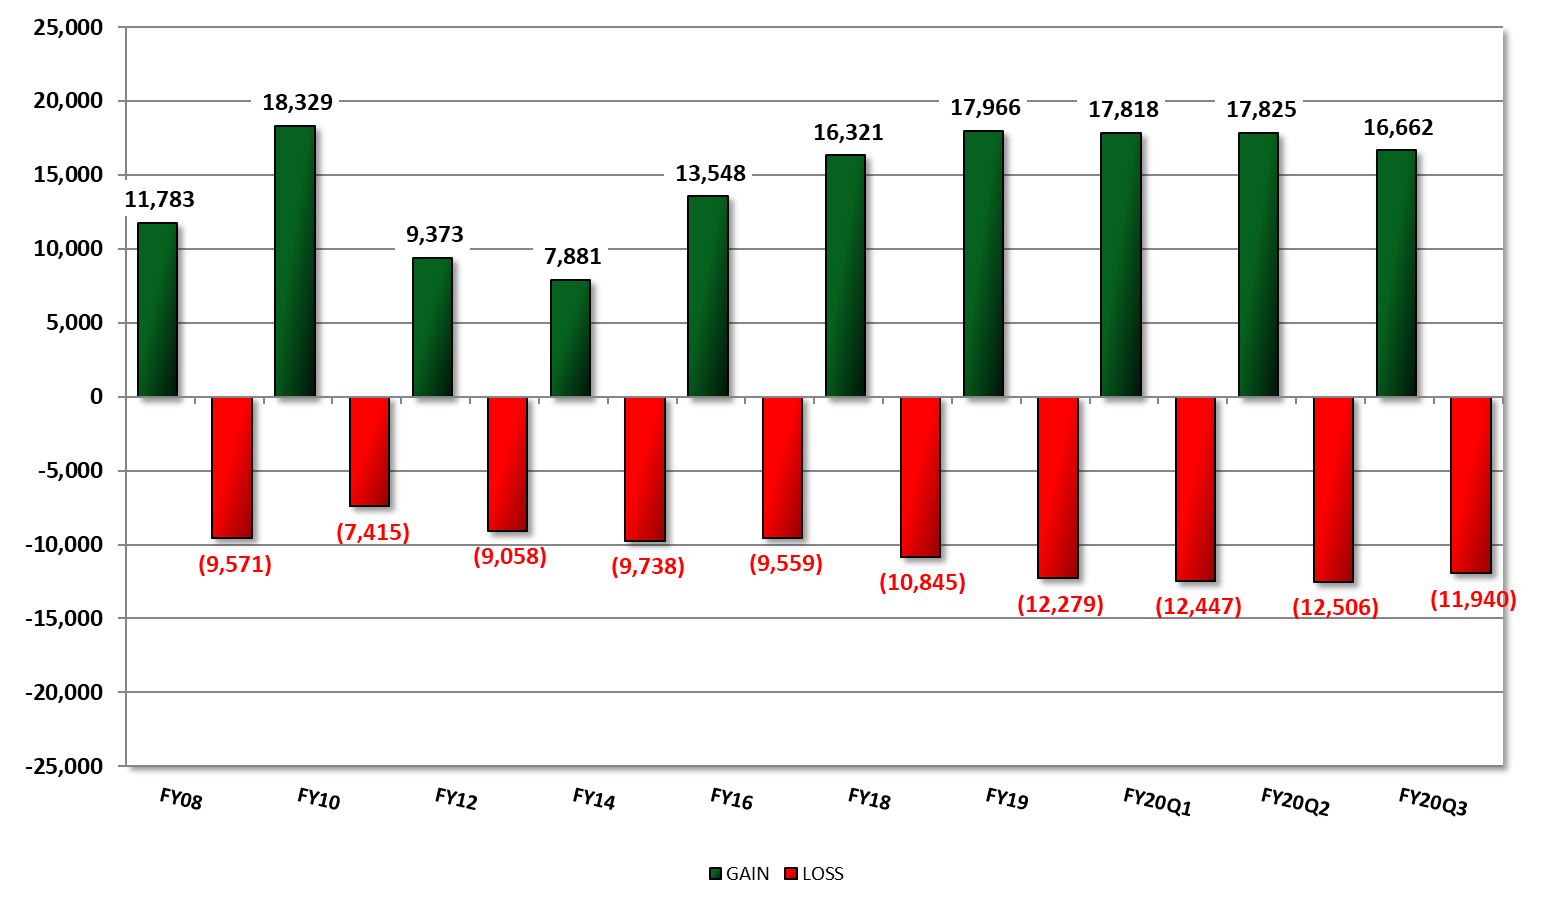 25,000
20,000
15,000
10,000
5,000
0
-5,000
-10,000
-15,000
-20,000
-25,000
11,783
18,329
9,373
7,881
13,548
16,321
17,966
17,818
17,825
16,662
(9,571)
(7,415)
(9,058)
(9,738)
(9,559)
(10,845)
(12,279)
(12,447)
(12,506)
(11,940)
FY08
FY10
FY12
FY14
FY16
FY18
FY19
FY20Q1
FY20Q2
FY20Q3
GAIN LOSS